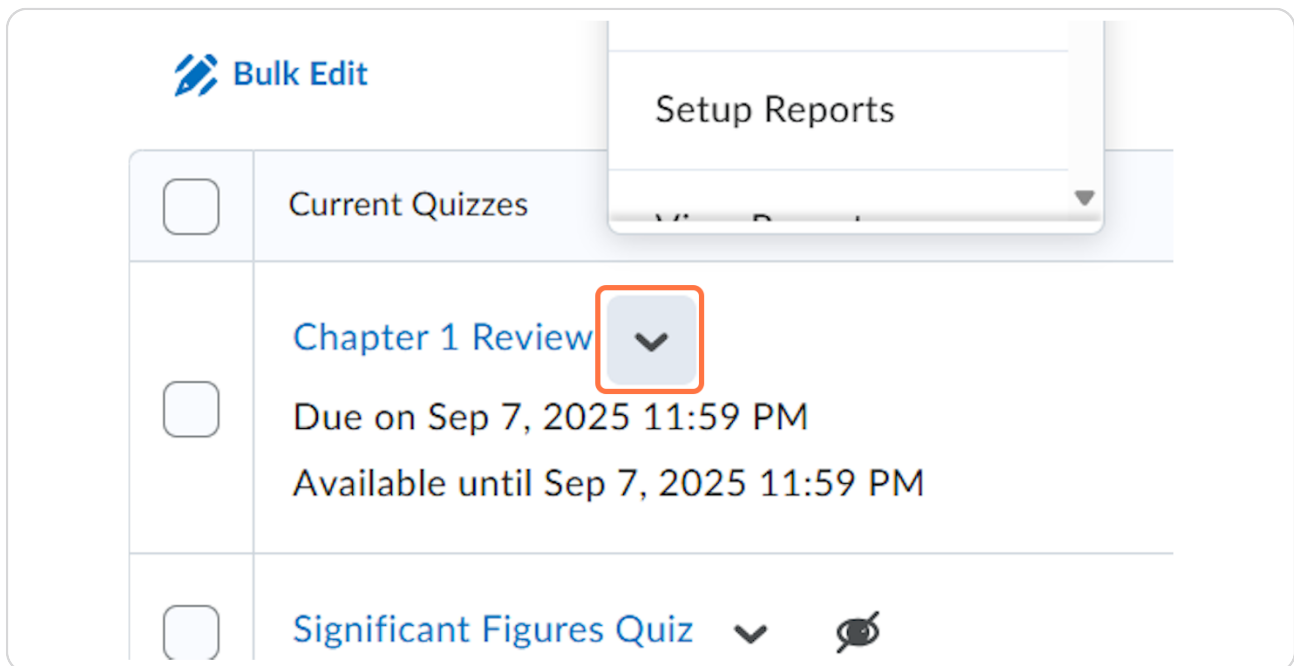 Bulk Edit
Setup Reports
Current Quizzes
Chapter 1 Review
Due on Sep 7, 2025 11:59 PM
Available until Sep 7, 2025 11:59 PM
Significant Figures Quiz